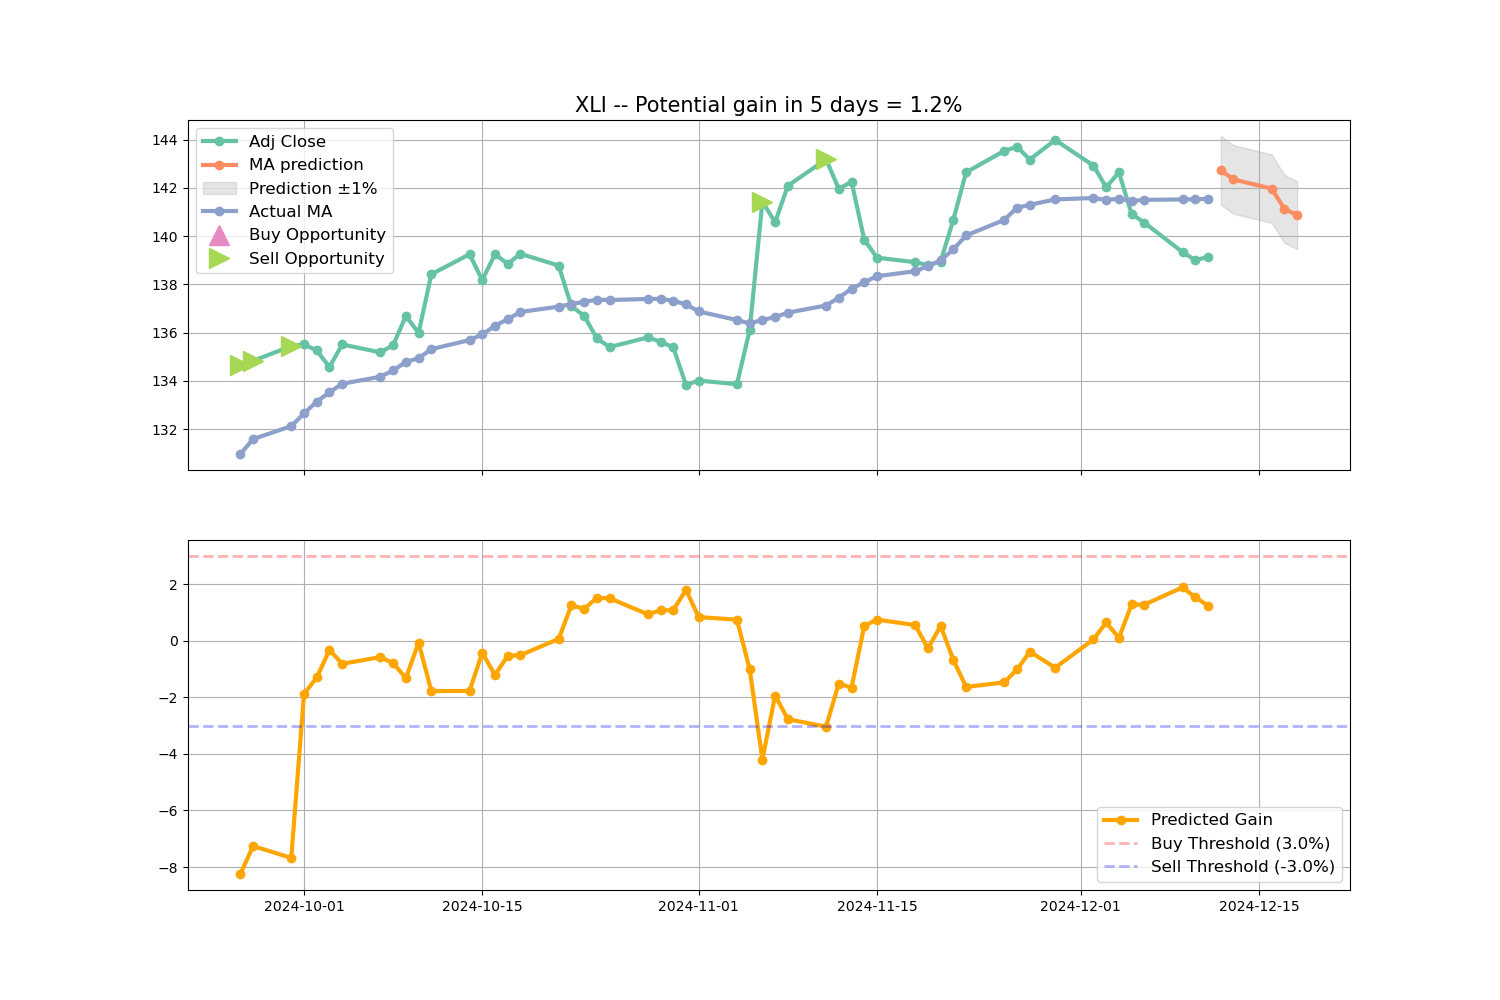 XLI -- Potential gain in 5 days = 1.2%
144
142
140
138
136
134
132
Adj Close
MA prediction
Prediction ±1%
Actual MA
Buy Opportunity
Sell Opportunity
2
0
−2
−4
−6
−8
Predicted Gain
Buy Threshold (3.0%)
Sell Threshold (-3.0%)
2024-10-01
2024-10-15
2024-11-01
2024-11-15
2024-12-01
2024-12-15